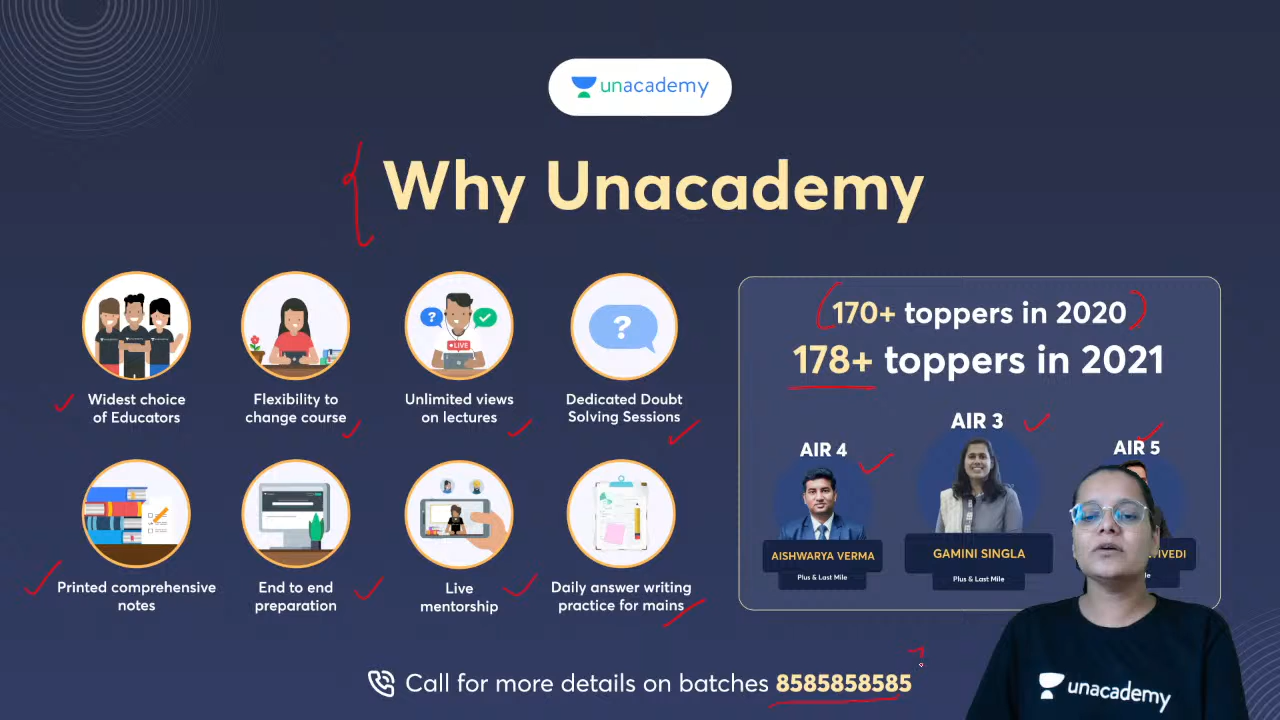 unacademy
Why Unacademy
Widest choice
of Educators
Flexibility to
change course
? LIVE
Unlimited views
on lectures
?
Dedicated Doubt
Solving Sessions
Printed comprehensive
notes
End to end
preparation
Live
mentorship
Daily answer writing
practice for mains
170+ toppers in 2020
178+ toppers in 2021
AIR 4
AISHWARYA VERMA
Plus & Last Mile
AIR 3
GAMINI SINGLA
Plus & Last Mile
AIR 5
Call for more details on batches 8585858585
unacademy